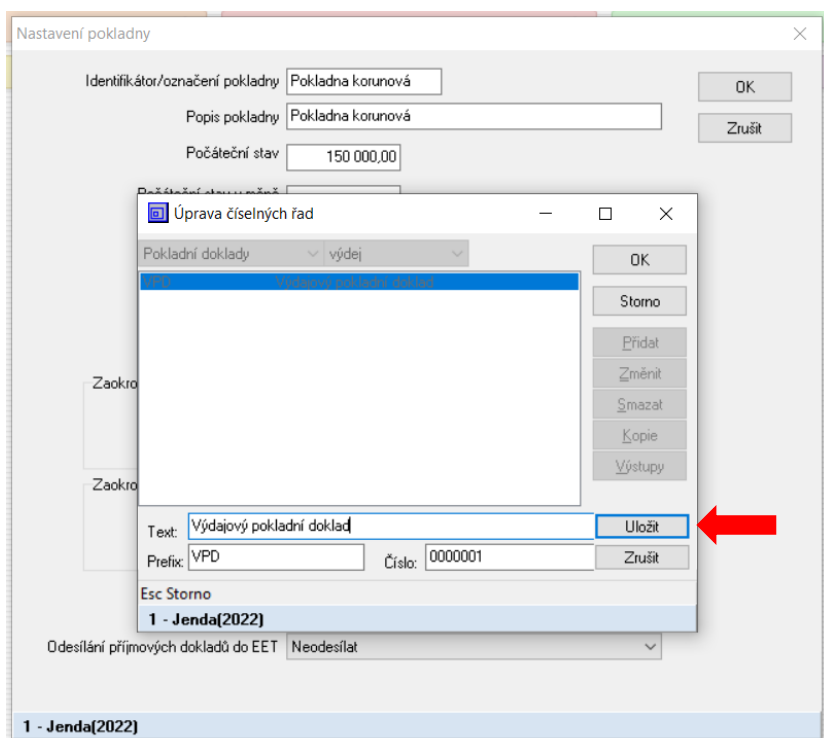 Nastavení pokladny
Identifikátor/označení pokladny Pokladna korunová
OK
Popis pokladny Pokladna korunová
Zrušit
Počáteční stav 150 000,00
Počáteční stav v měně
Úprava číselných řad
Pokladní doklady výdej
OK
VPD Výdajový pokladní doklad
Storno
Přidat
Změnit
Smazat
Kopie
Výstupy
Zaokro
Zaokro
Text: Výdajový pokladní doklad
Uložit
Prefix: VPD Číslo: 0000001
Zrušit
Esc Storno
1 - Jenda(2022)
Odesílání příjmových dokladů do EET Neodesílat
1 - Jenda(2022)